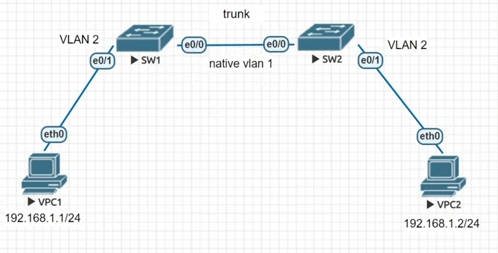 trunk
VLAN 2
VLAN 2
e0/0
e0/0
e0/1
SW1
native vlan 1
SW2
e0/1
eth0
eth0
VPC1
VPC2
192.168.1.1/24
192.168.1.2/24